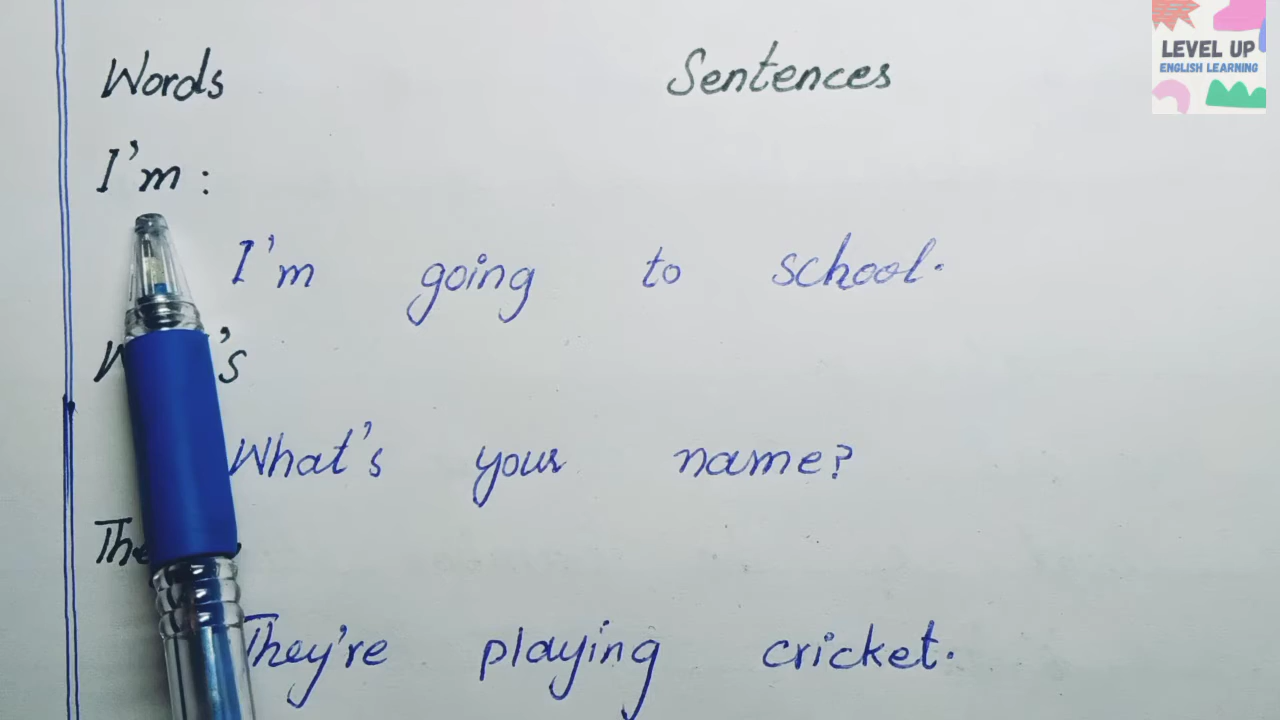 Words Sentences
LEVEL UP
ENGLISH LEARNING
I'm :
I'm going to school.
What's your name?
They're playing cricket.